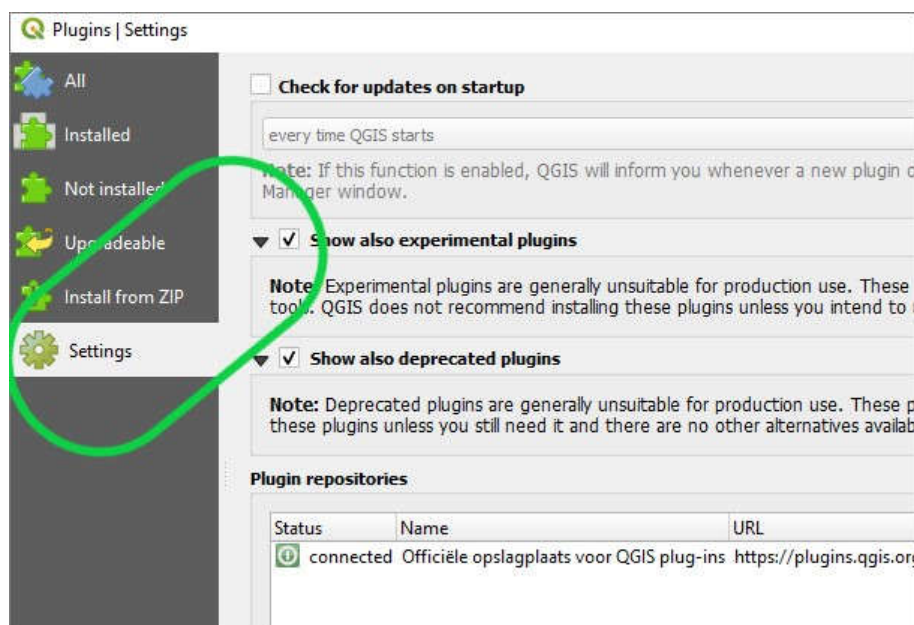 Plugins | Settings
All
Installed
Not installed
Upgradeable
Install from ZIP
Settings
Check for updates on startup
every time QGIS starts
Note: If this function is enabled, QGIS will inform you whenever a new plugin
Manager window.
Show also experimental plugins
Note: Experimental plugins are generally unsuitable for production use. These
tools. QGIS does not recommend installing these plugins unless you intend to
Show also deprecated plugins
Note: Deprecated plugins are generally unsuitable for production use. These
these plugins unless you still need it and there are no other alternatives
Plugin repositories
Status Name URL
connected Officiële opslagplaats voor QGIS plug-ins https://plugins.qgis.org